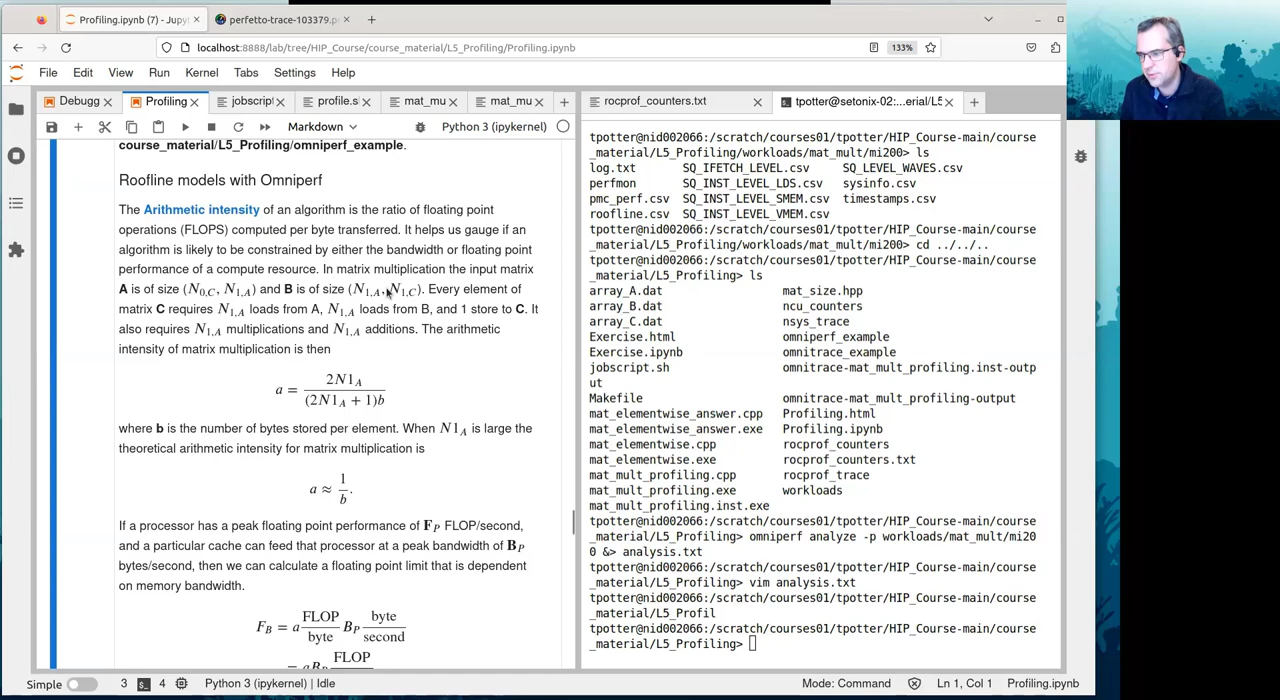 Profiling.ipynb (7) - Jupyt
perfetto-trace-103379.p
localhost:8888/lab/tree/HIP_Course/course_material/L5_Profiling/Profiling.ipynb
133%
File Edit View Run Kernel Tabs Settings Help
Debugg
Profiling
jobscript
profile.s
mat_mu
mat_mu
rocprof_counters.txt
tpotter@setonix-02:...erial/L5
Markdown
Python 3 (ipykernel)
course_material/L5_Profiling/omniperf_example.
Roofline models with Omniperf
The Arithmetic intensity of an algorithm is the ratio of floating point
operations (FLOPS) computed per byte transferred. It helps us gauge if an
algorithm is likely to be constrained by either the bandwidth or floating point
performance of a compute resource. In matrix multiplication the input matrix
A is of size (N0,C, N1,A) and B is of size (N1,A, N1,C). Every element of
matrix C requires N1,A loads from A, N1,A loads from B, and 1 store to C. It
also requires N1,A multiplications and N1,A additions. The arithmetic
intensity of matrix multiplication is then
a = 2N1A / (2N1A + 1)b
where b is the number of bytes stored per element. When N1A is large the
theoretical arithmetic intensity for matrix multiplication is
a ≈ 1/b.
If a processor has a peak floating point performance of FP FLOP/second,
and a particular cache can feed that processor at a peak bandwidth of BP
bytes/second, then we can calculate a floating point limit that is dependent
on memory bandwidth.
FB = a FLOP/byte BP byte/second
= aBP FLOP
tpotter@nid002066:/scratch/courses01/tpotter/HIP_Course-main/course
_material/L5_Profiling/workloads/mat_mult/mi200> ls
log.txt SQ_IFETCH_LEVEL.csv SQ_LEVEL_WAVES.csv
perfmon SQ_INST_LEVEL_LDS.csv sysinfo.csv
pmc_perf.csv SQ_INST_LEVEL_SMEM.csv timestamps.csv
roofline.csv SQ_INST_LEVEL_VMEM.csv
tpotter@nid002066:/scratch/courses01/tpotter/HIP_Course-main/course
_material/L5_Profiling/workloads/mat_mult/mi200> cd ../../..
tpotter@nid002066:/scratch/courses01/tpotter/HIP_Course-main/course
_material/L5_Profiling> ls
array_A.dat mat_size.hpp
array_B.dat ncu_counters
array_C.dat nsys_trace
Exercise.html omniperf_example
Exercise.ipynb omnitrace_example
jobscript.sh omnitrace-mat_mult_profiling.inst-outp
ut
Makefile omnitrace-mat_mult_profiling-output
mat_elementwise_answer.cpp Profiling.html
mat_elementwise_answer.exe Profiling.ipynb
mat_elementwise.cpp rocprof_counters
mat_elementwise.exe rocprof_counters.txt
mat_mult_profiling.cpp rocprof_trace
mat_mult_profiling.exe workloads
mat_mult_profiling.inst.exe
tpotter@nid002066:/scratch/courses01/tpotter/HIP_Course-main/course
_material/L5_Profiling> omniperf analyze -p workloads/mat_mult/mi20
0 &> analysis.txt
tpotter@nid002066:/scratch/courses01/tpotter/HIP_Course-main/course
_material/L5_Profiling> vim analysis.txt
tpotter@nid002066:/scratch/courses01/tpotter/HIP_Course-main/course
_material/L5_Profil
tpotter@nid002066:/scratch/courses01/tpotter/HIP_Course-main/course
_material/L5_Profiling>
Simple 3 4 Python 3 (ipykernel) | Idle Mode: Command Ln 1, Col 1 Profiling.ipynb